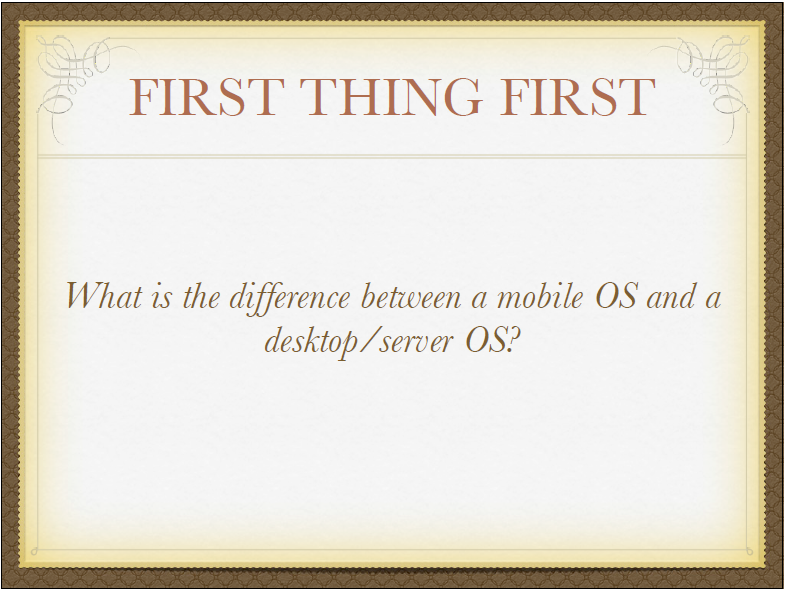 FIRST THING FIRST
What is the difference between a mobile OS and a
desktop/server OS?